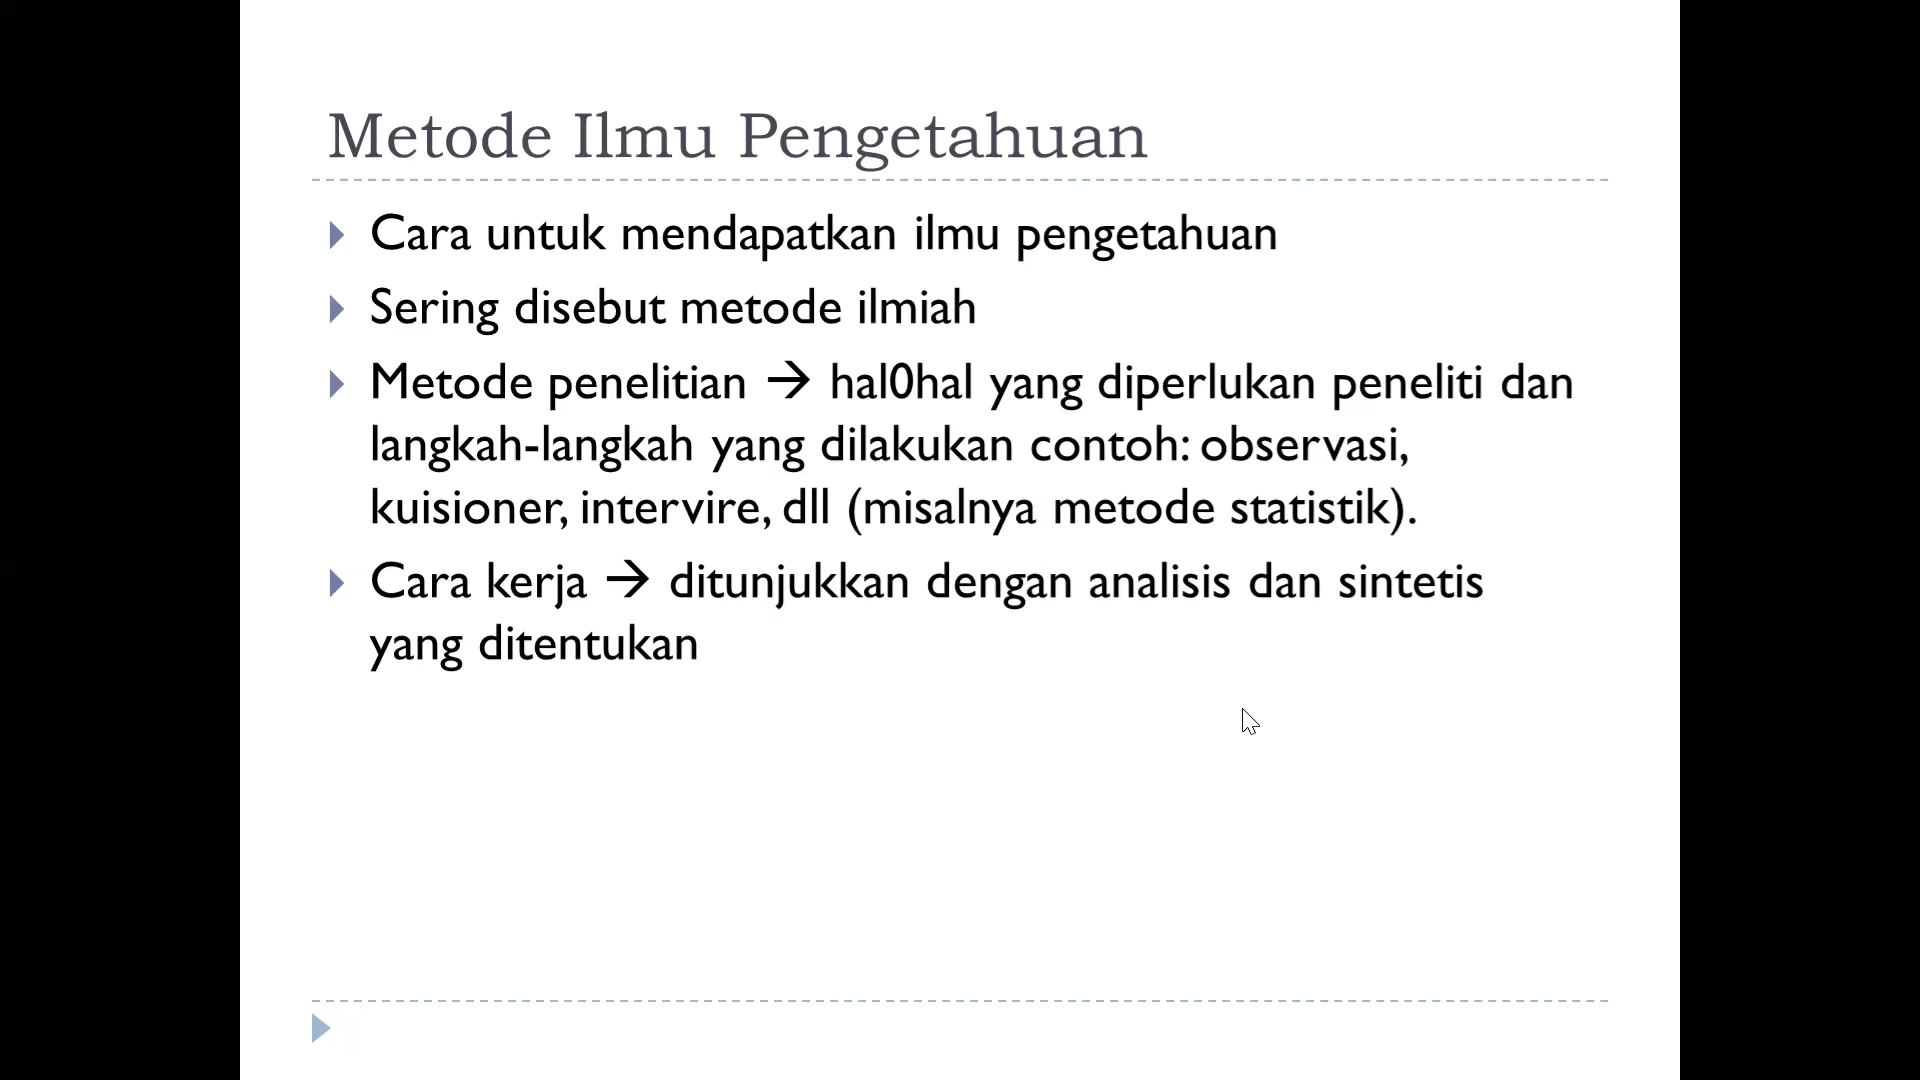 Metode Ilmu Pengetahuan
Cara untuk mendapatkan ilmu pengetahuan
Sering disebut metode ilmiah
Metode penelitian → hal0hal yang diperlukan peneliti dan
langkah-langkah yang dilakukan contoh: observasi,
kuisioner, intervire, dll (misalnya metode statistik).
Cara kerja → ditunjukkan dengan analisis dan sintetis
yang ditentukan